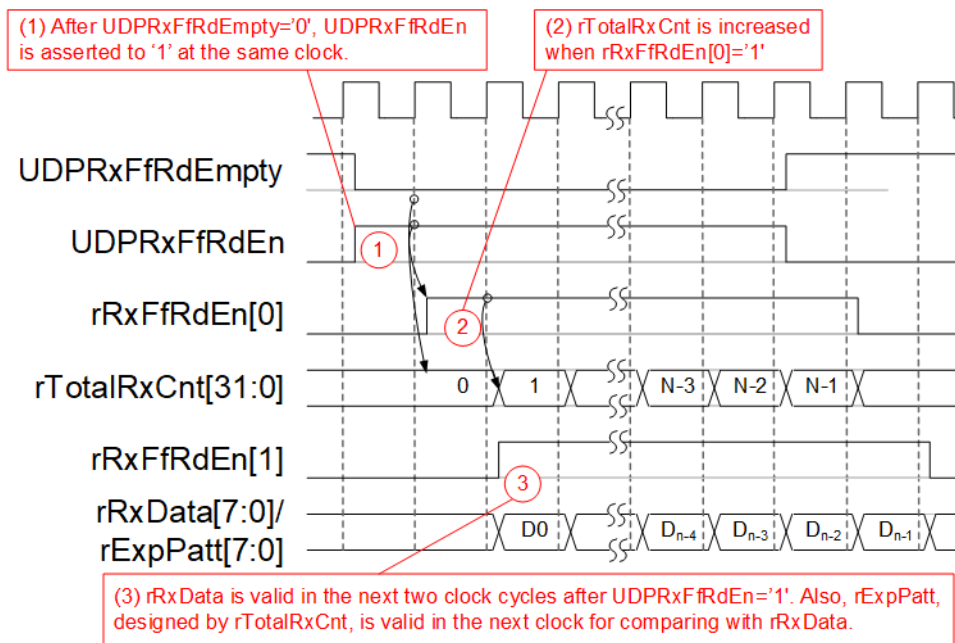 (1) After UDPRxFfRdEmpty='0', UDPRxFfRdEn
is asserted to ‘1’ at the same clock.
(2) rTotalRxCnt is increased
when rRxFfRdEn[0]='1'
UDPRxFfRdEmpty
UDPRxFfRdEn
1
rRxFfRdEn[0]
2
rTotalRxCnt[31:0]
0 1 N-3 N-2 N-1
rRxFfRdEn[1]
3
rRxData[7:0]/
rExpPatt[7:0]
D0 Dn-4 Dn-3 Dn-2 Dn-1
(3) rRxData is valid in the next two clock cycles after UDPRxFfRdEn='1'. Also, rExpPatt,
designed by rTotalRxCnt, is valid in the next clock for comparing with rRxData.